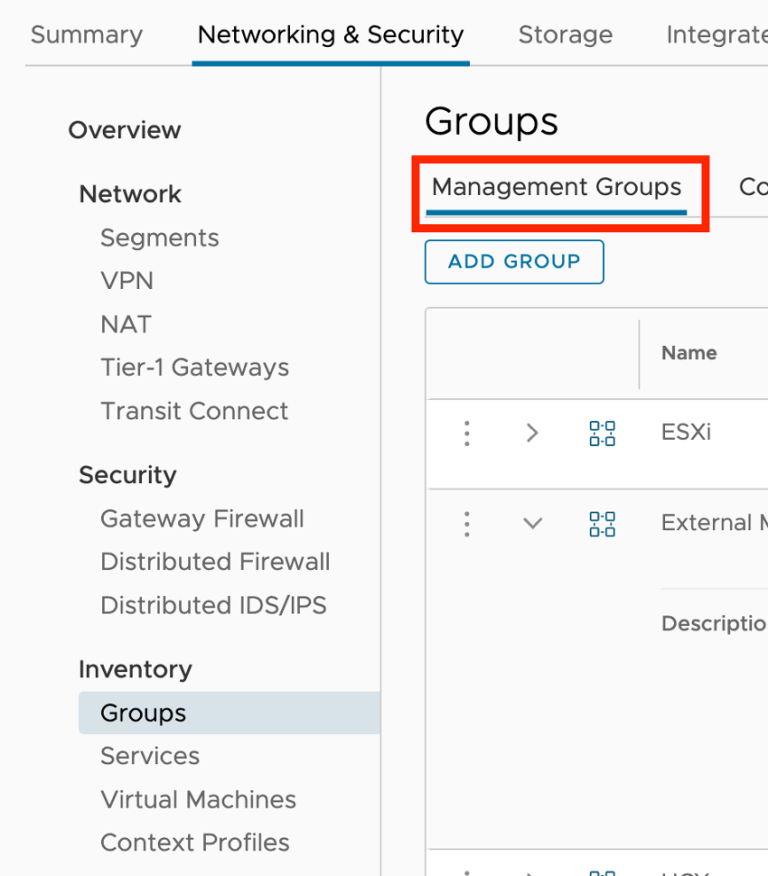 Summary Networking & Security Storage Integrate
Overview
Network
Segments
VPN
NAT
Tier-1 Gateways
Transit Connect
Security
Gateway Firewall
Distributed Firewall
Distributed IDS/IPS
Inventory
Groups
Services
Virtual Machines
Context Profiles
Groups
Management Groups Co
ADD GROUP
Name
ESXi
External M
Descriptio